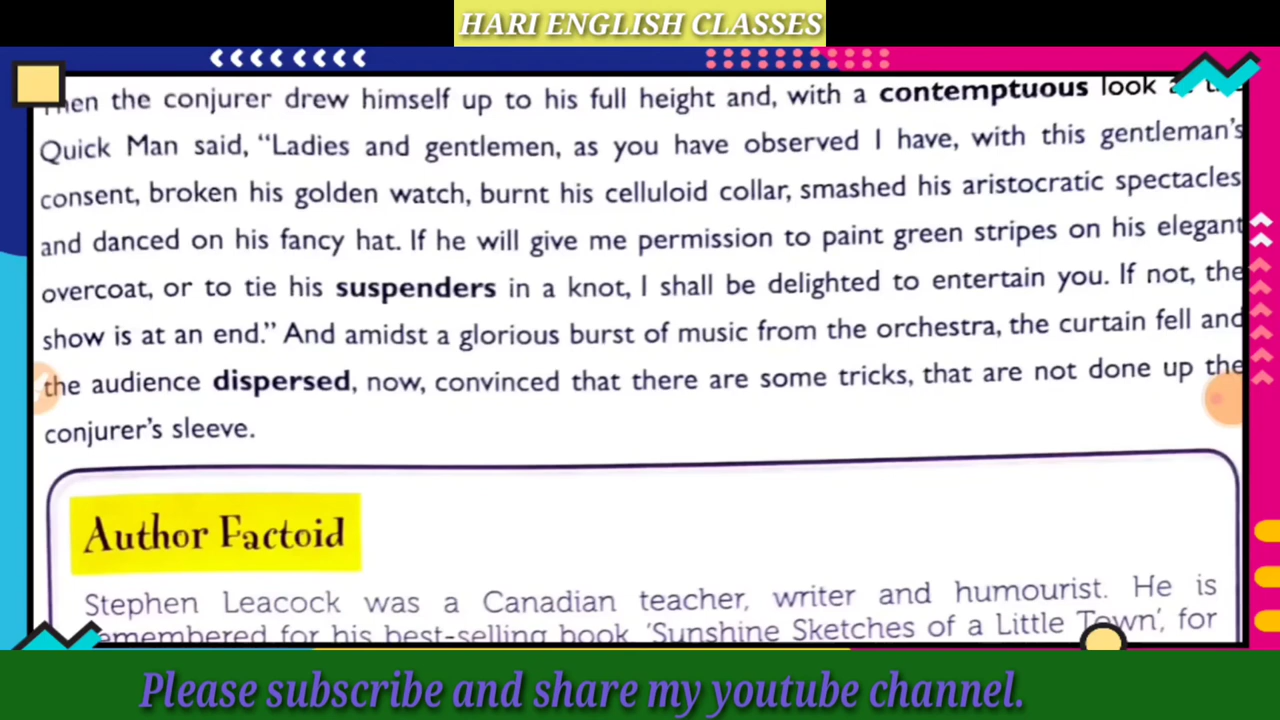 HARI ENGLISH CLASSES
the conjurer drew himself up to his full height and, with a contemptuous look
Quick Man said, “Ladies and gentlemen, as you have observed I have, with this gentleman's
consent, broken his golden watch, burnt his celluloid collar, smashed his aristocratic spectacles
and danced on his fancy hat. If he will give me permission to paint green stripes on his elegant
overcoat, or to tie his suspenders in a knot, I shall be delighted to entertain you. If not, the
show is at an end.” And amidst a glorious burst of music from the orchestra, the curtain fell and
the audience dispersed, now, convinced that there are some tricks, that are not done up the
conjurer's sleeve.
Author Factoid
Stephen Leacock was a Canadian teacher, writer and humourist. He is
for his best-selling book 'Sunshine Sketches of a Little Town', for
Please subscribe and share my youtube channel.